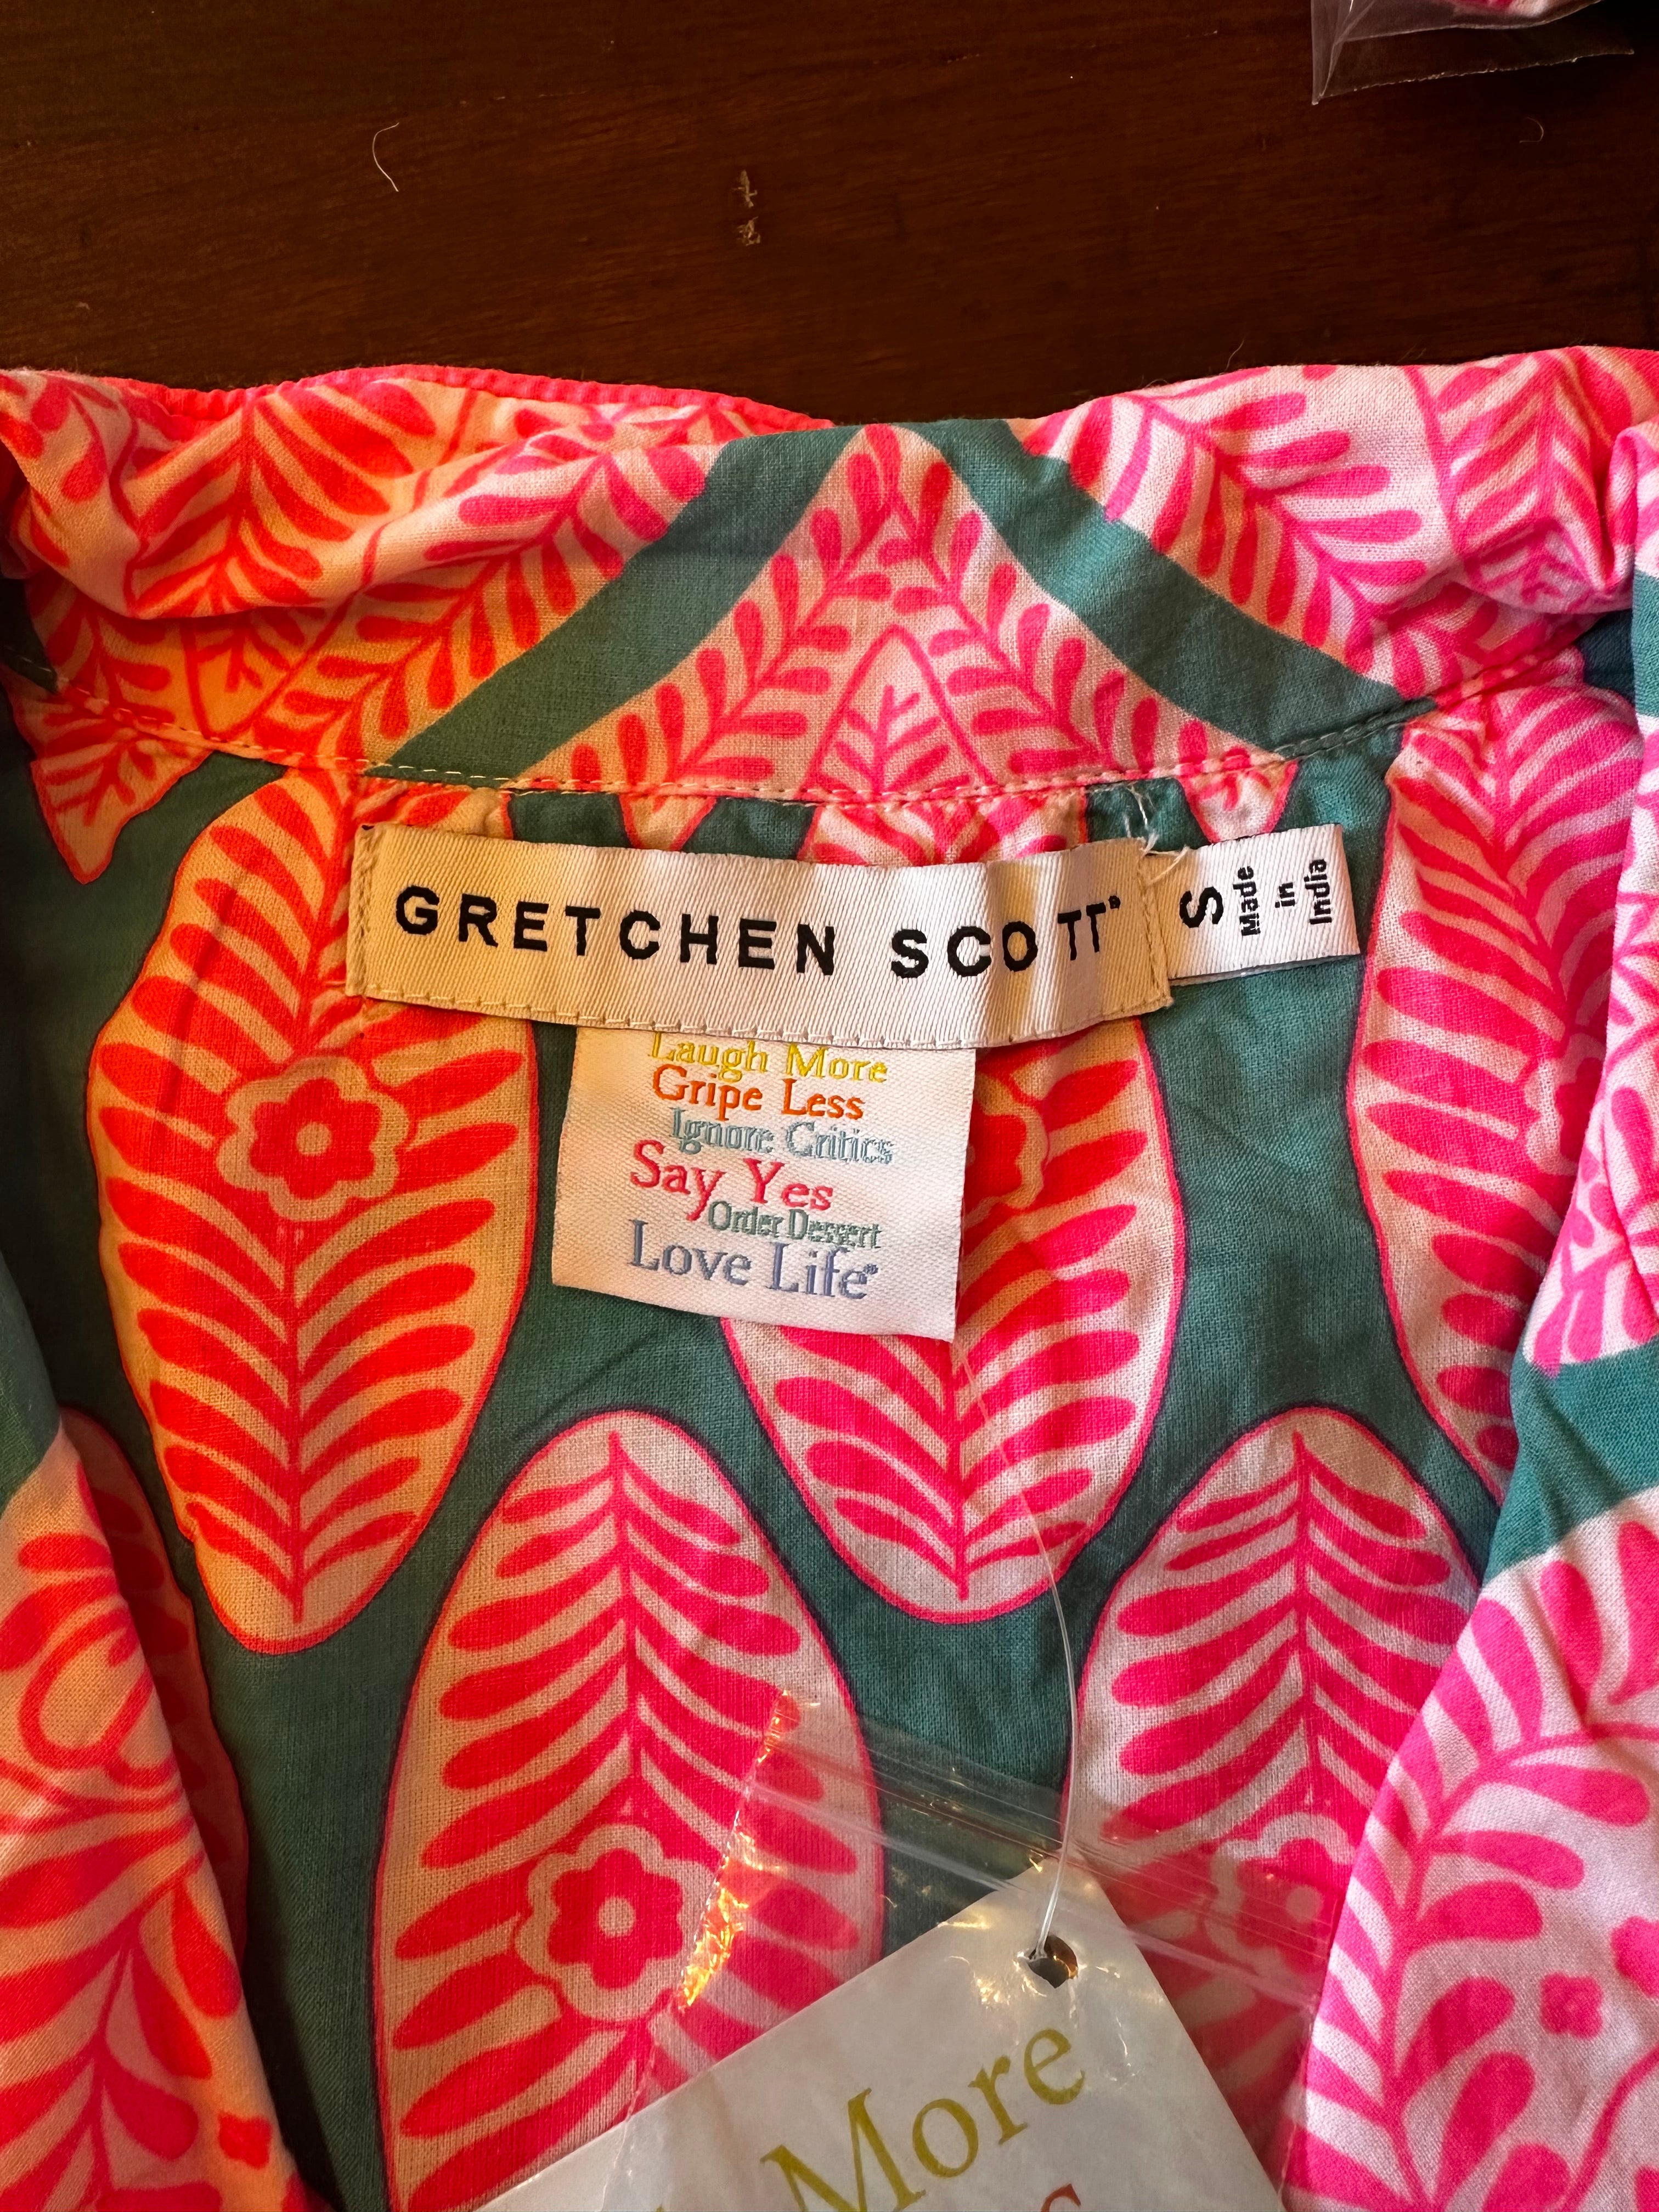 GRETCHEN SCOTT®
S
Made
in
India
Laugh More
Gripe Less
Ignore Critics
Say Yes
Order Dessert
Love Life®
More